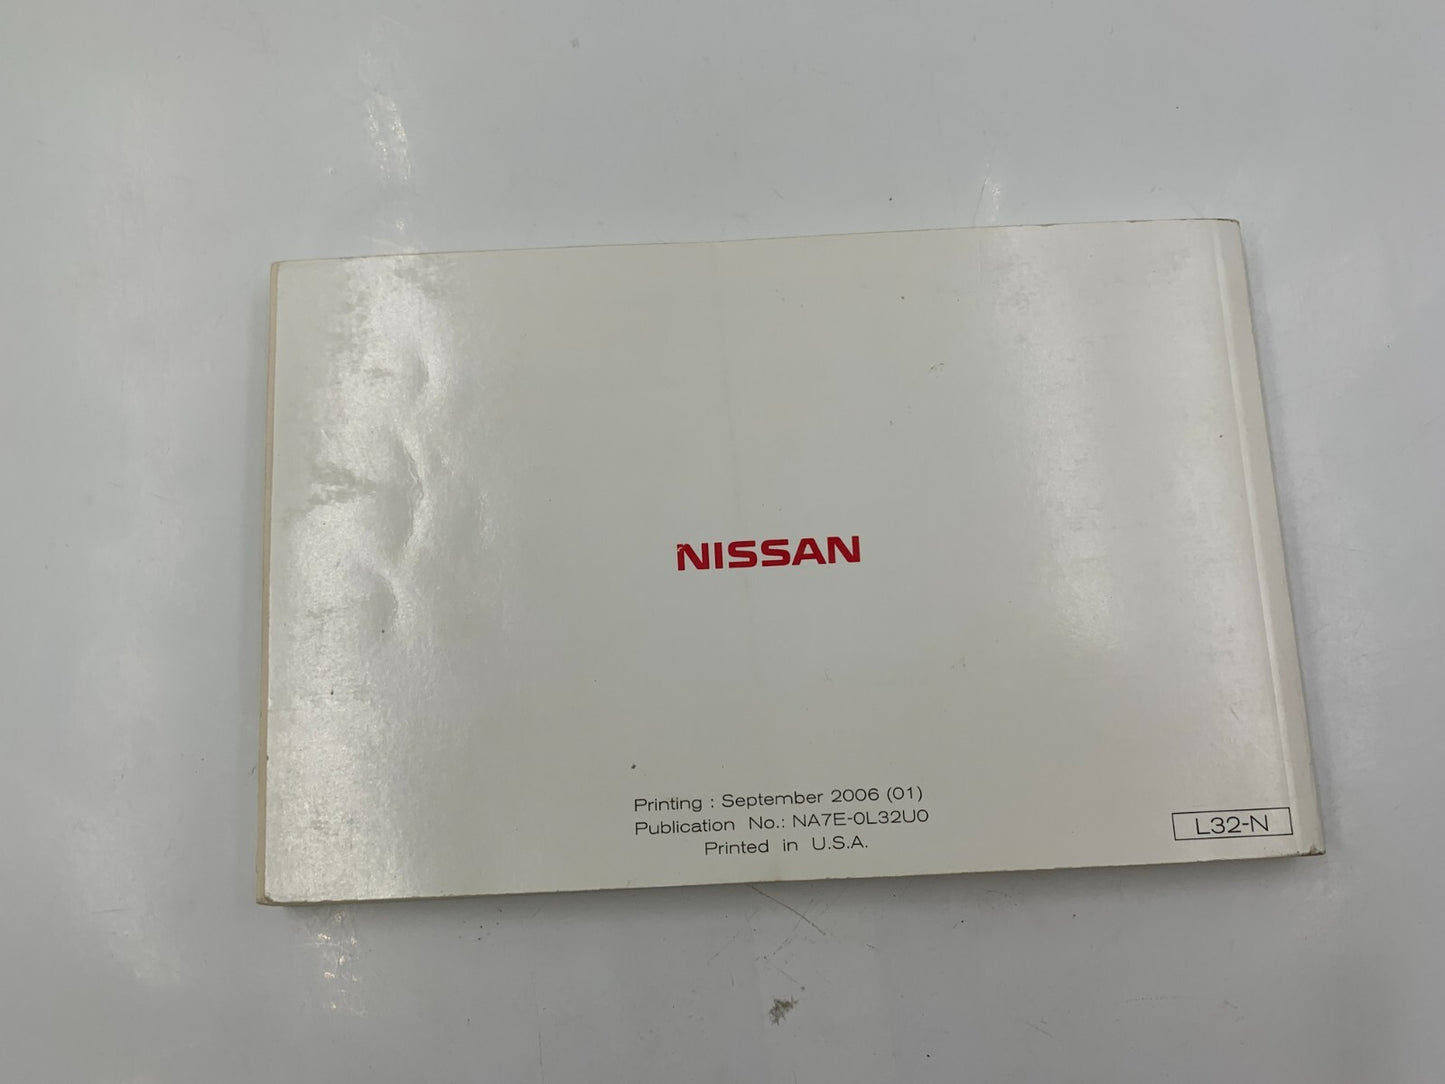 NISSAN
Printing : September 2006 (01)
Publication No.: NA7E-0L32U0
Printed in U.S.A.
L32-N